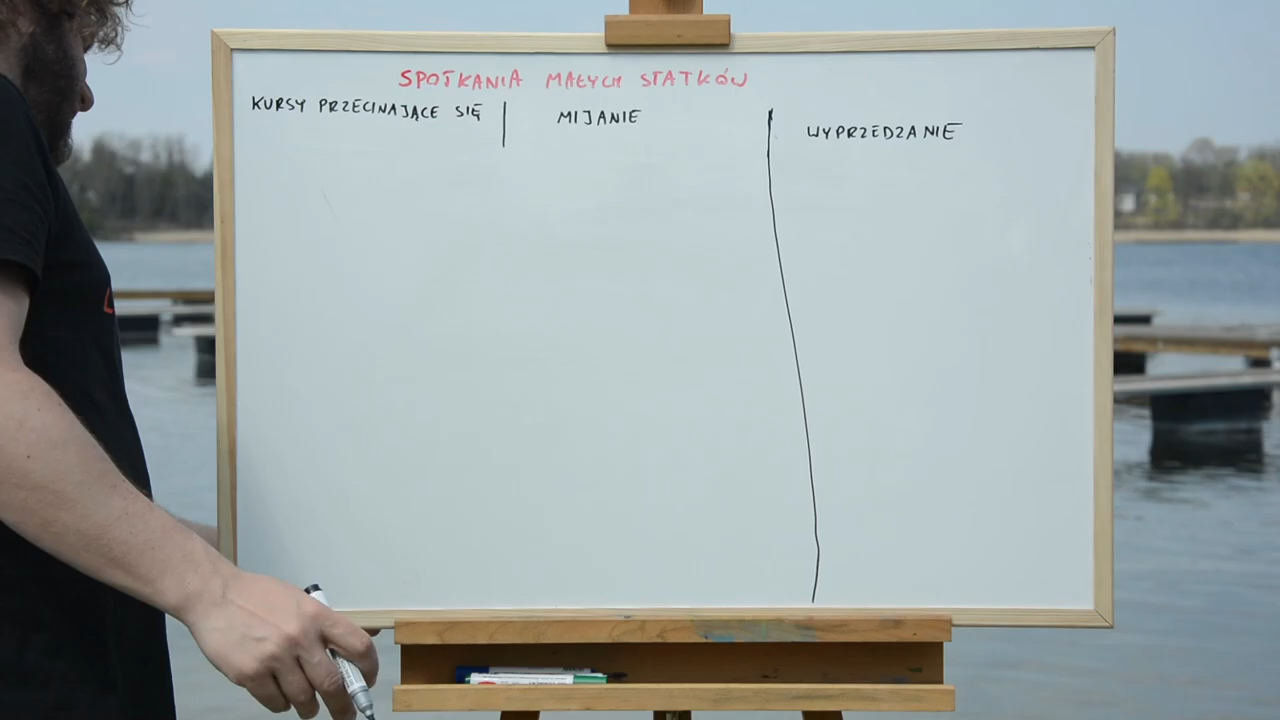 SPOTKANIA MAŁYCH STATKÓW
KURSY PRZECINAJĄCE SIĘ
MIJANIE
WYPRZEDZANIE